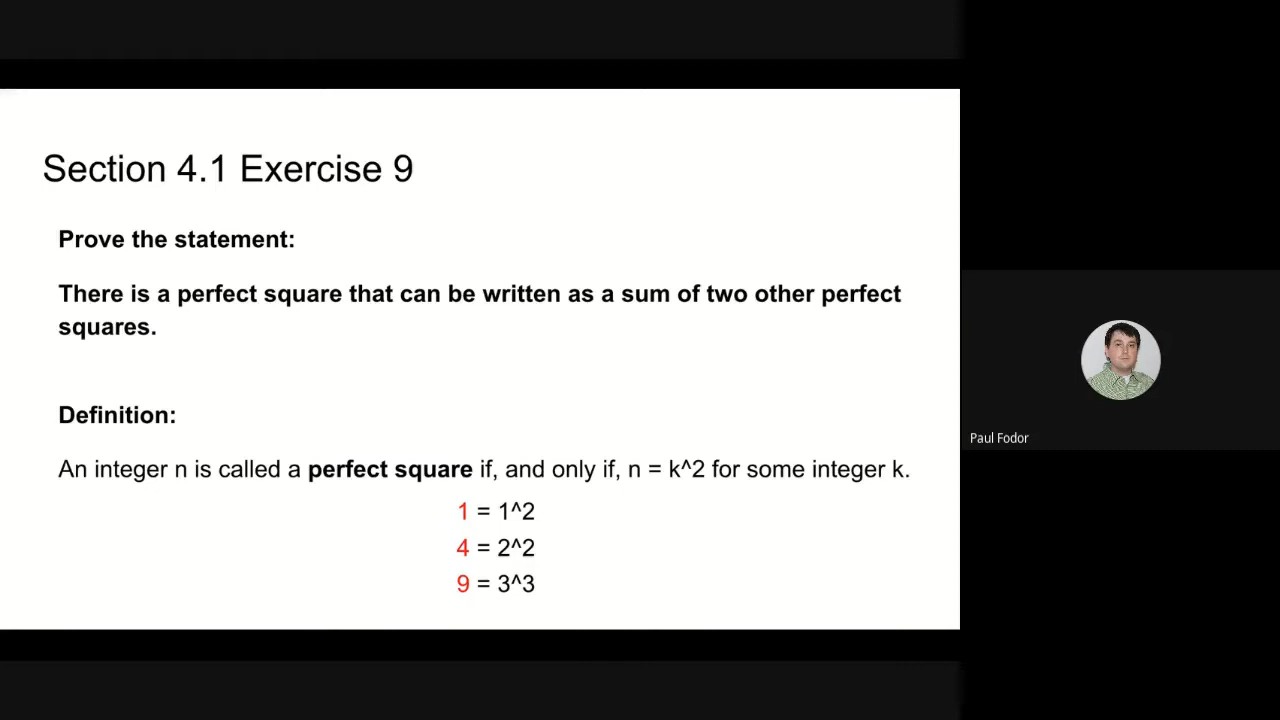 Section 4.1 Exercise 9
Prove the statement:
There is a perfect square that can be written as a sum of two other perfect
squares.
Definition:
An integer n is called a perfect square if, and only if, n = k^2 for some integer k.
1 = 1^2
4 = 2^2
9 = 3^3
Paul Fodor